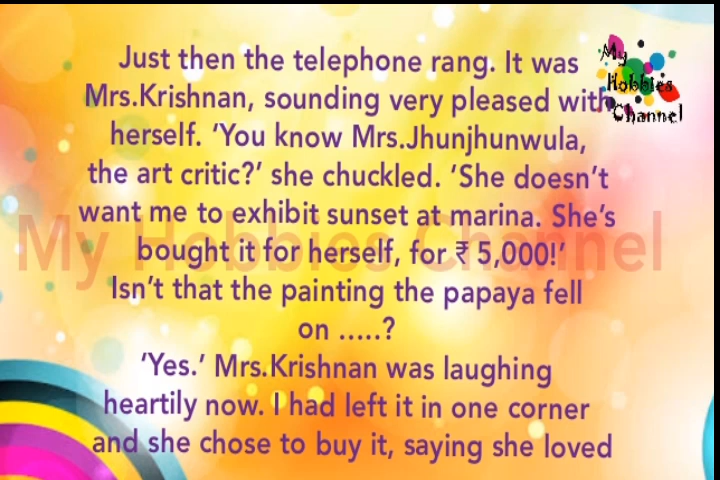 Just then the telephone rang. It was
Mrs.Krishnan, sounding very pleased with
herself. ‘You know Mrs.Jhunjhunwula,
the art critic?’ she chuckled. ‘She doesn’t
want me to exhibit sunset at marina. She’s
bought it for herself, for ₹ 5,000!’
Isn’t that the painting the papaya fell
on .....?
‘Yes.’ Mrs.Krishnan was laughing
heartily now. I had left it in one corner
and she chose to buy it, saying she loved
My
Hobbies
Channel
My Hobbies Channel